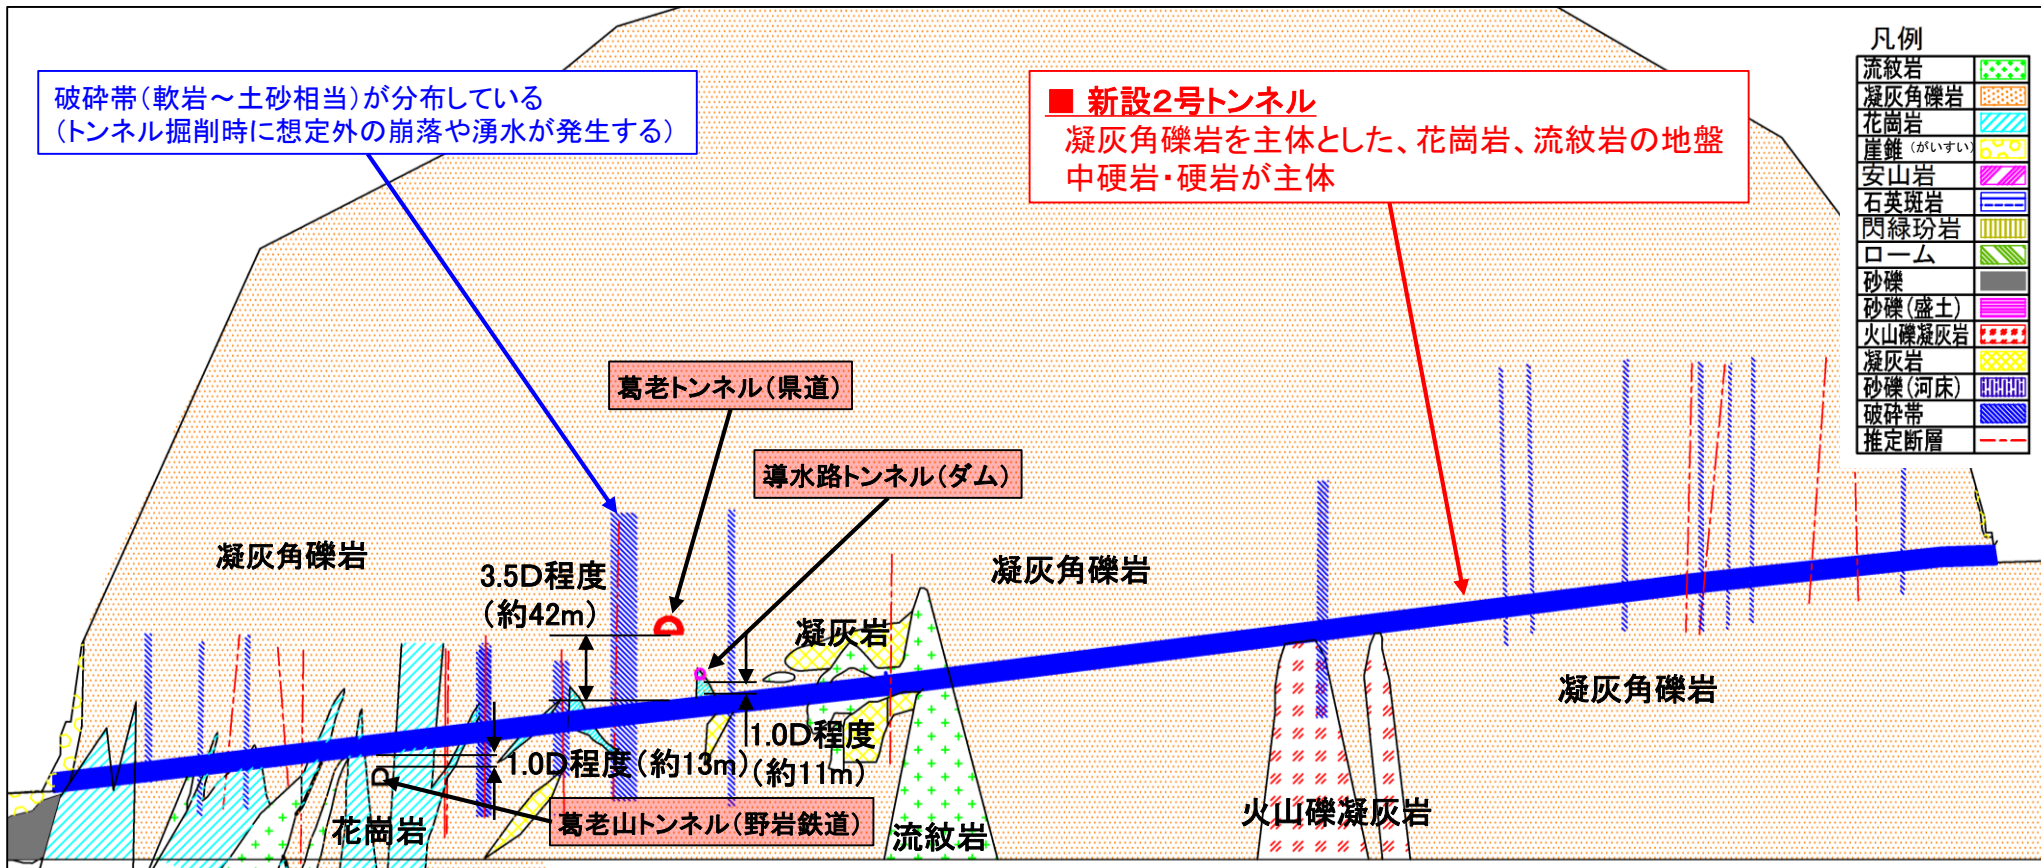 破砕帯(軟岩～土砂相当)が分布している
(トンネル掘削時に想定外の崩落や湧水が発生する)
■ 新設2号トンネル
凝灰角礫岩を主体とした、花崗岩、流紋岩の地盤
中硬岩・硬岩が主体
凡例
流紋岩
凝灰角礫岩
花崗岩
崖錐(がいすい)
安山岩
石英斑岩
閃緑玢岩
ローム
砂礫
砂礫(盛土)
火山礫凝灰岩
凝灰岩
砂礫(河床)
破砕帯
推定断層
葛老トンネル(県道)
導水路トンネル(ダム)
凝灰角礫岩
3.5D程度
(約42m)
凝灰角礫岩
凝灰岩
凝灰角礫岩
1.0D程度
(約11m)
1.0D程度(約13m)
葛老山トンネル(野岩鉄道)
花崗岩
流紋岩
火山礫凝灰岩